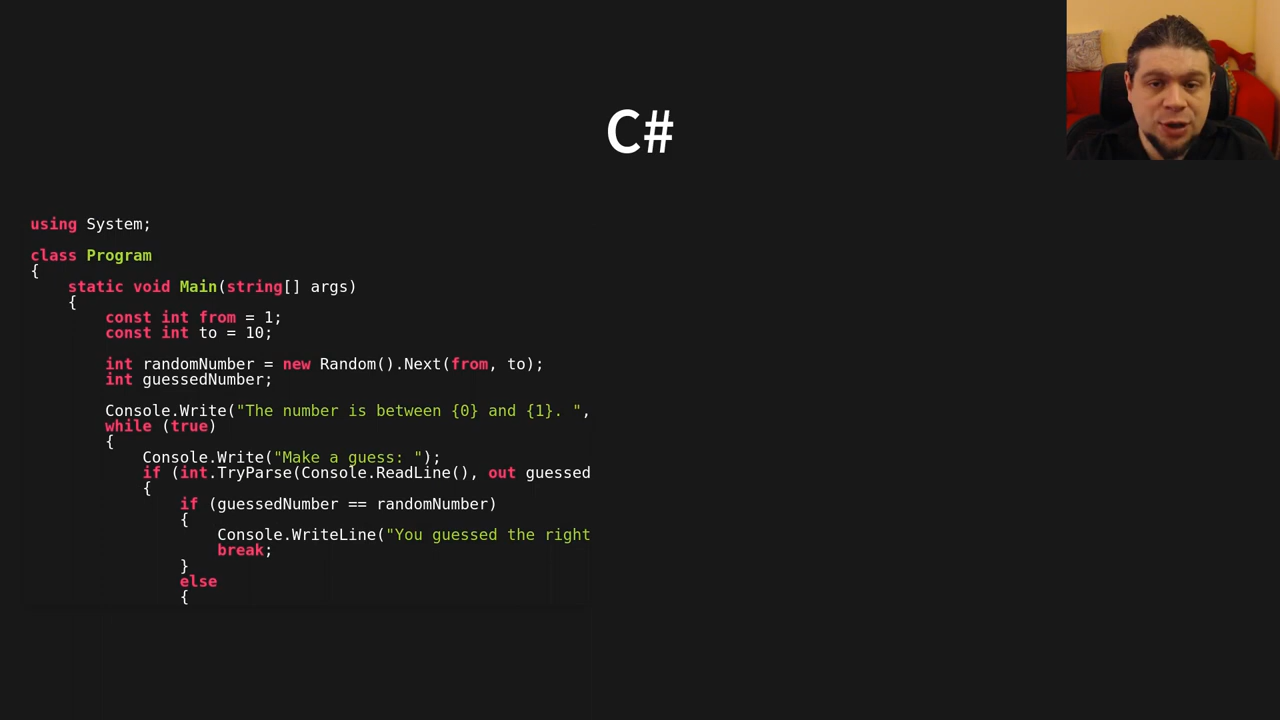 C#
using System;
class Program
{
static void Main(string[] args)
{
const int from = 1;
const int to = 10;
int randomNumber = new Random().Next(from, to);
int guessedNumber;
Console.Write("The number is between {0} and {1}. ",
while (true)
{
Console.Write("Make a guess: ");
if (int.TryParse(Console.ReadLine(), out guessed
{
if (guessedNumber == randomNumber)
{
Console.WriteLine("You guessed the right
break;
}
else
{